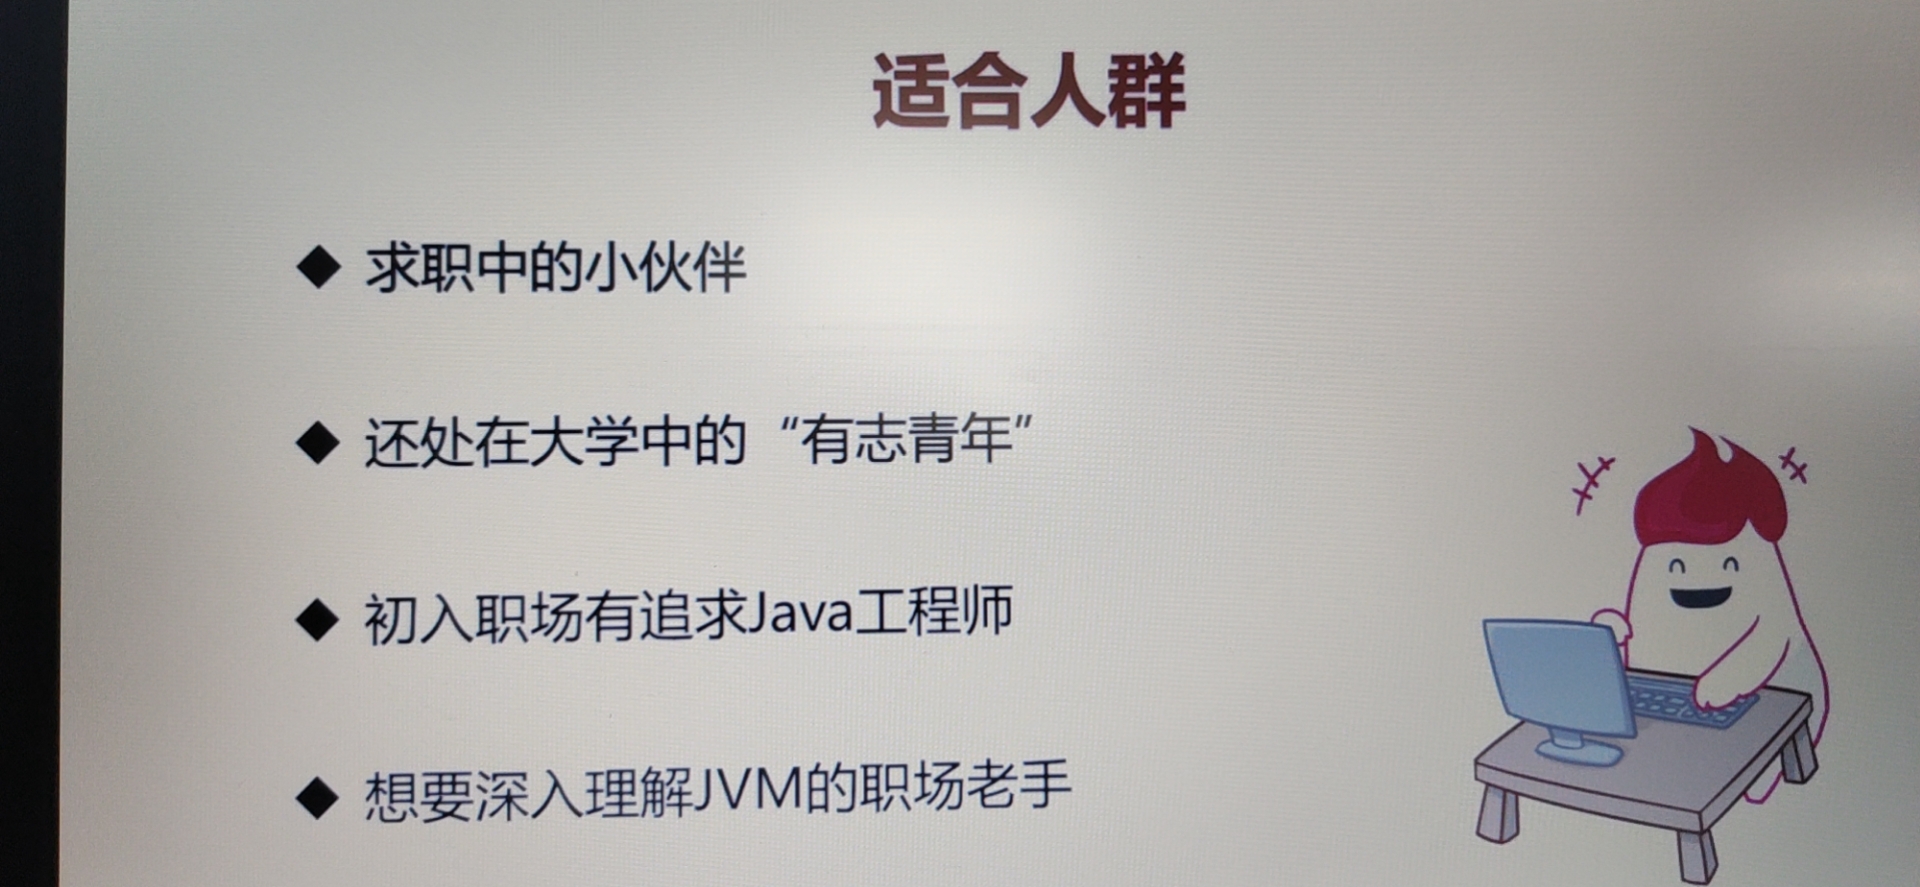 适合人群
◆ 求职中的小伙伴
◆ 还处在大学中的“有志青年”
◆ 初入职场有追求Java工程师
◆ 想要深入理解JVM的职场老手